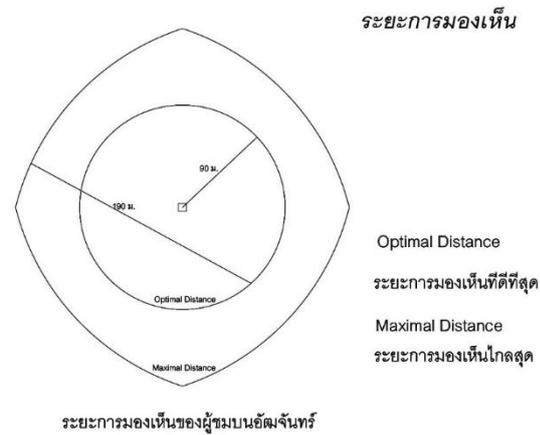 ระยะการมองเห็น
90 ม.
190 ม.
Optimal Distance
Maximal Distance
Optimal Distance
ระยะการมองเห็นที่ดีที่สุด
Maximal Distance
ระยะการมองเห็นไกลสุด
ระยะการมองเห็นของผู้ชมบนอัฒจันทร์